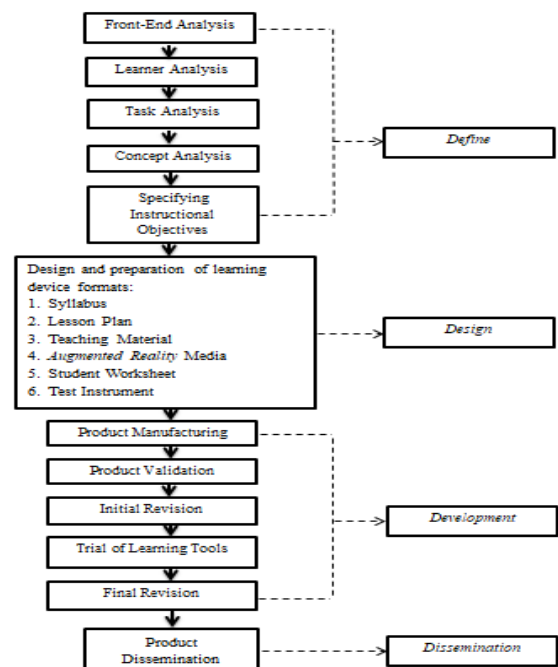 Front-End Analysis
Learner Analysis
Task Analysis
Concept Analysis
Define
Specifying
Instructional
Objectives
Design and preparation of learning
device formats:
1. Syllabus
2. Lesson Plan
3. Teaching Material
4. Augmented Reality Media
5. Student Worksheet
6. Test Instrument
Design
Product Manufacturing
Product Validation
Initial Revision
Development
Trial of Learning Tools
Final Revision
Product
Dissemination
Dissemination